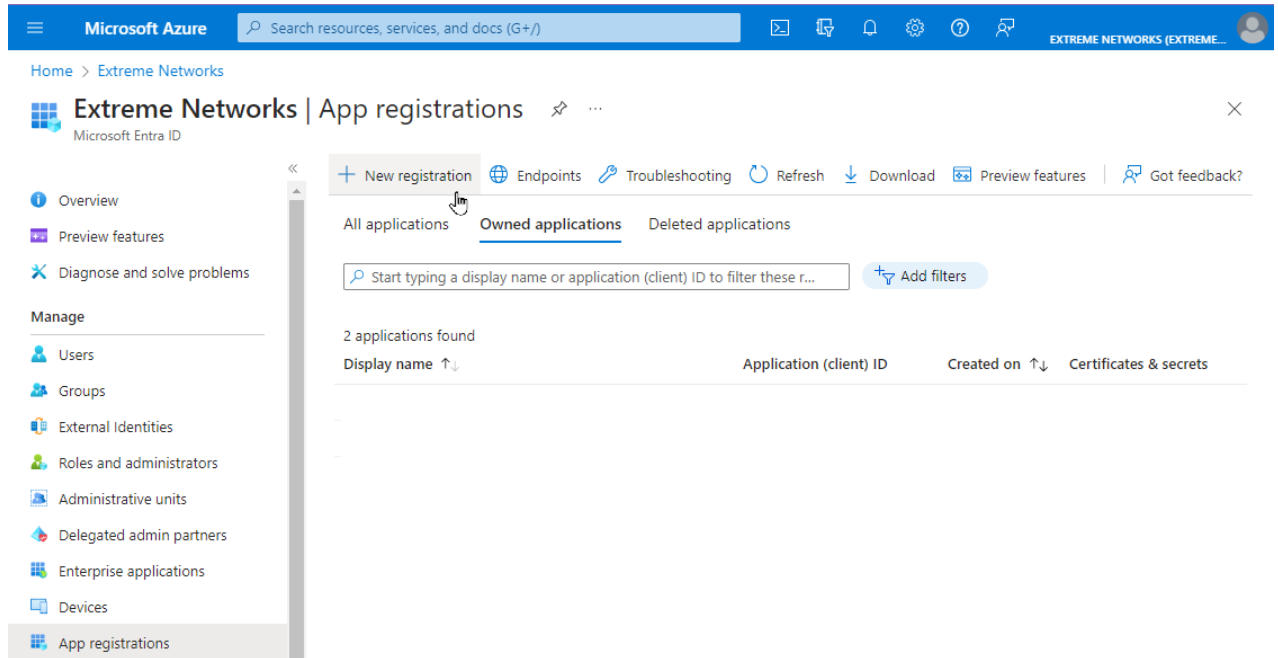 Microsoft Azure
Search resources, services, and docs (G+/)
EXTREME NETWORKS (EXTREME...
Home > Extreme Networks
Extreme Networks | App registrations
Microsoft Entra ID
New registration Endpoints Troubleshooting Refresh Download Preview features Got feedback?
Overview
Preview features
Diagnose and solve problems
Manage
Users
Groups
External Identities
Roles and administrators
Administrative units
Delegated admin partners
Enterprise applications
Devices
App registrations
All applications Owned applications Deleted applications
Start typing a display name or application (client) ID to filter these r...
Add filters
2 applications found
Display name ↑↓ Application (client) ID Created on ↑↓ Certificates & secrets